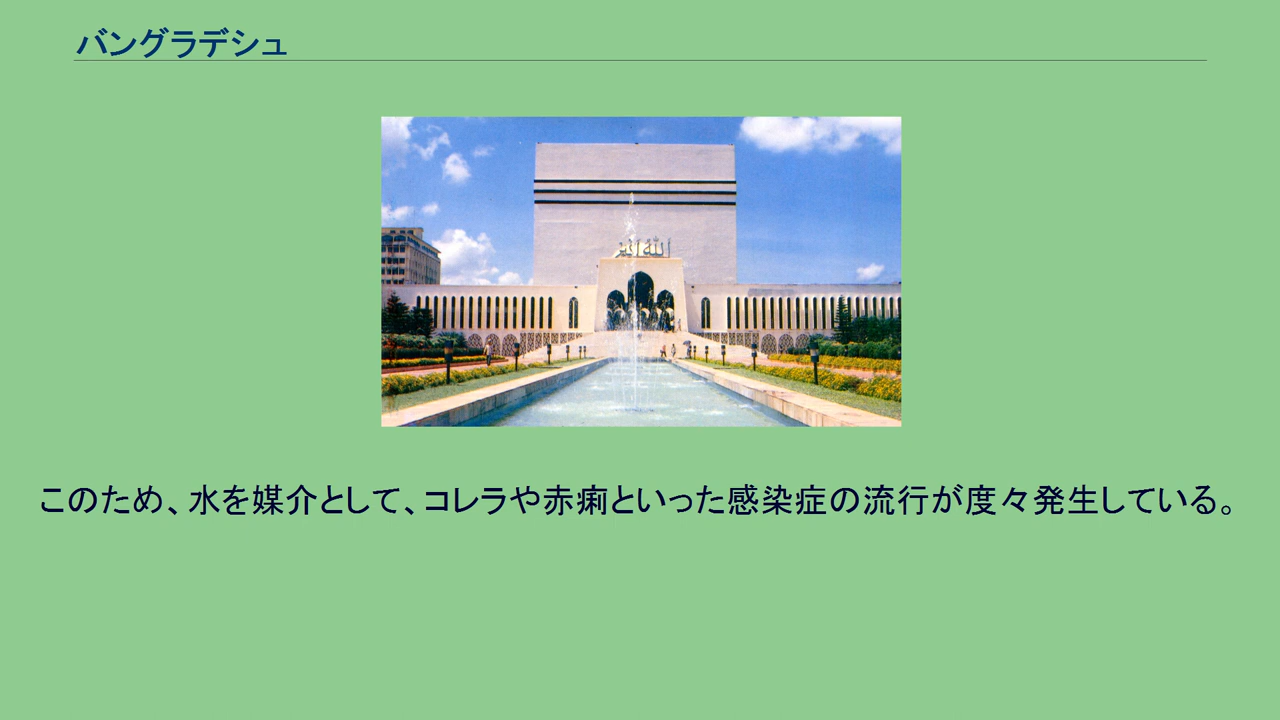 バングラデシュ
الله اكبر
このため、水を媒介として、コレラや赤痢といった感染症の流行が度々発生している。